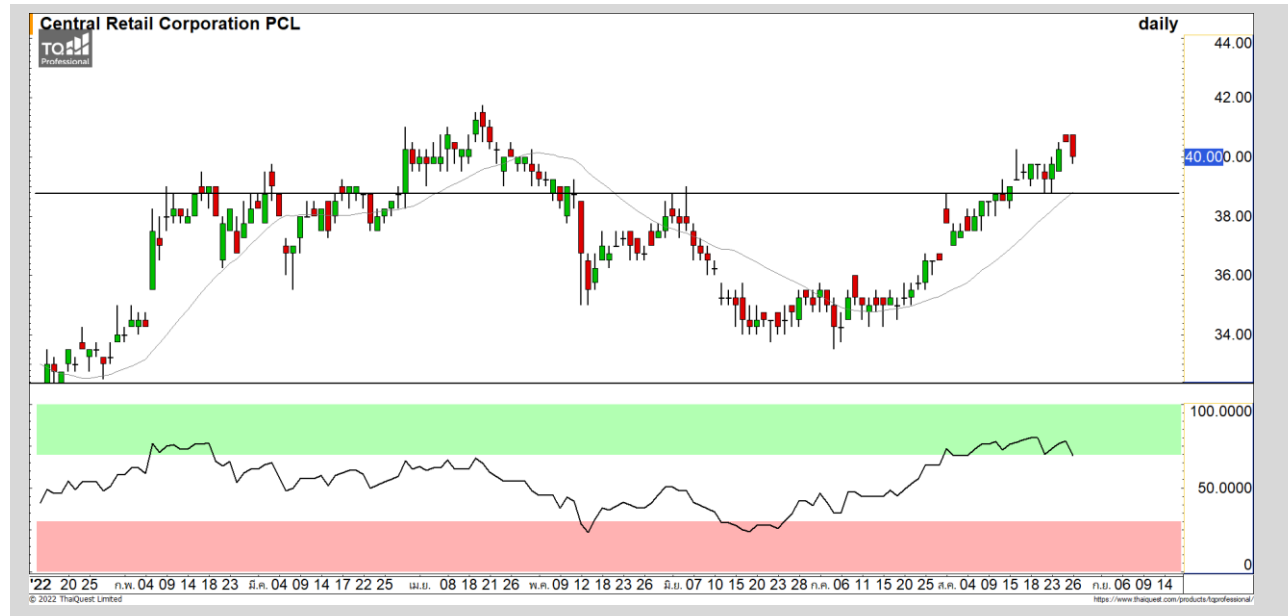 Central Retail Corporation PCL daily
TQ
Professional
44.00
42.00
40.00 0.00
38.00
36.00
34.00
100.0000
50.0000
0
'22 20 25 ก.พ. 04 09 14 18 23 มี.ค. 04 09 14 17 22 25 เม.ย. 08 18 21 26 พ.ค. 09 12 18 23 26 มิ.ย. 07 10 15 20 23 28 ก.ค. 06 11 15 20 25 ส.ค. 04 09 15 18 23 26 ก.ย. 06 09 14
© 2022 ThaiQuest Limited https://www.thaiquest.com/products/tqprofessional/